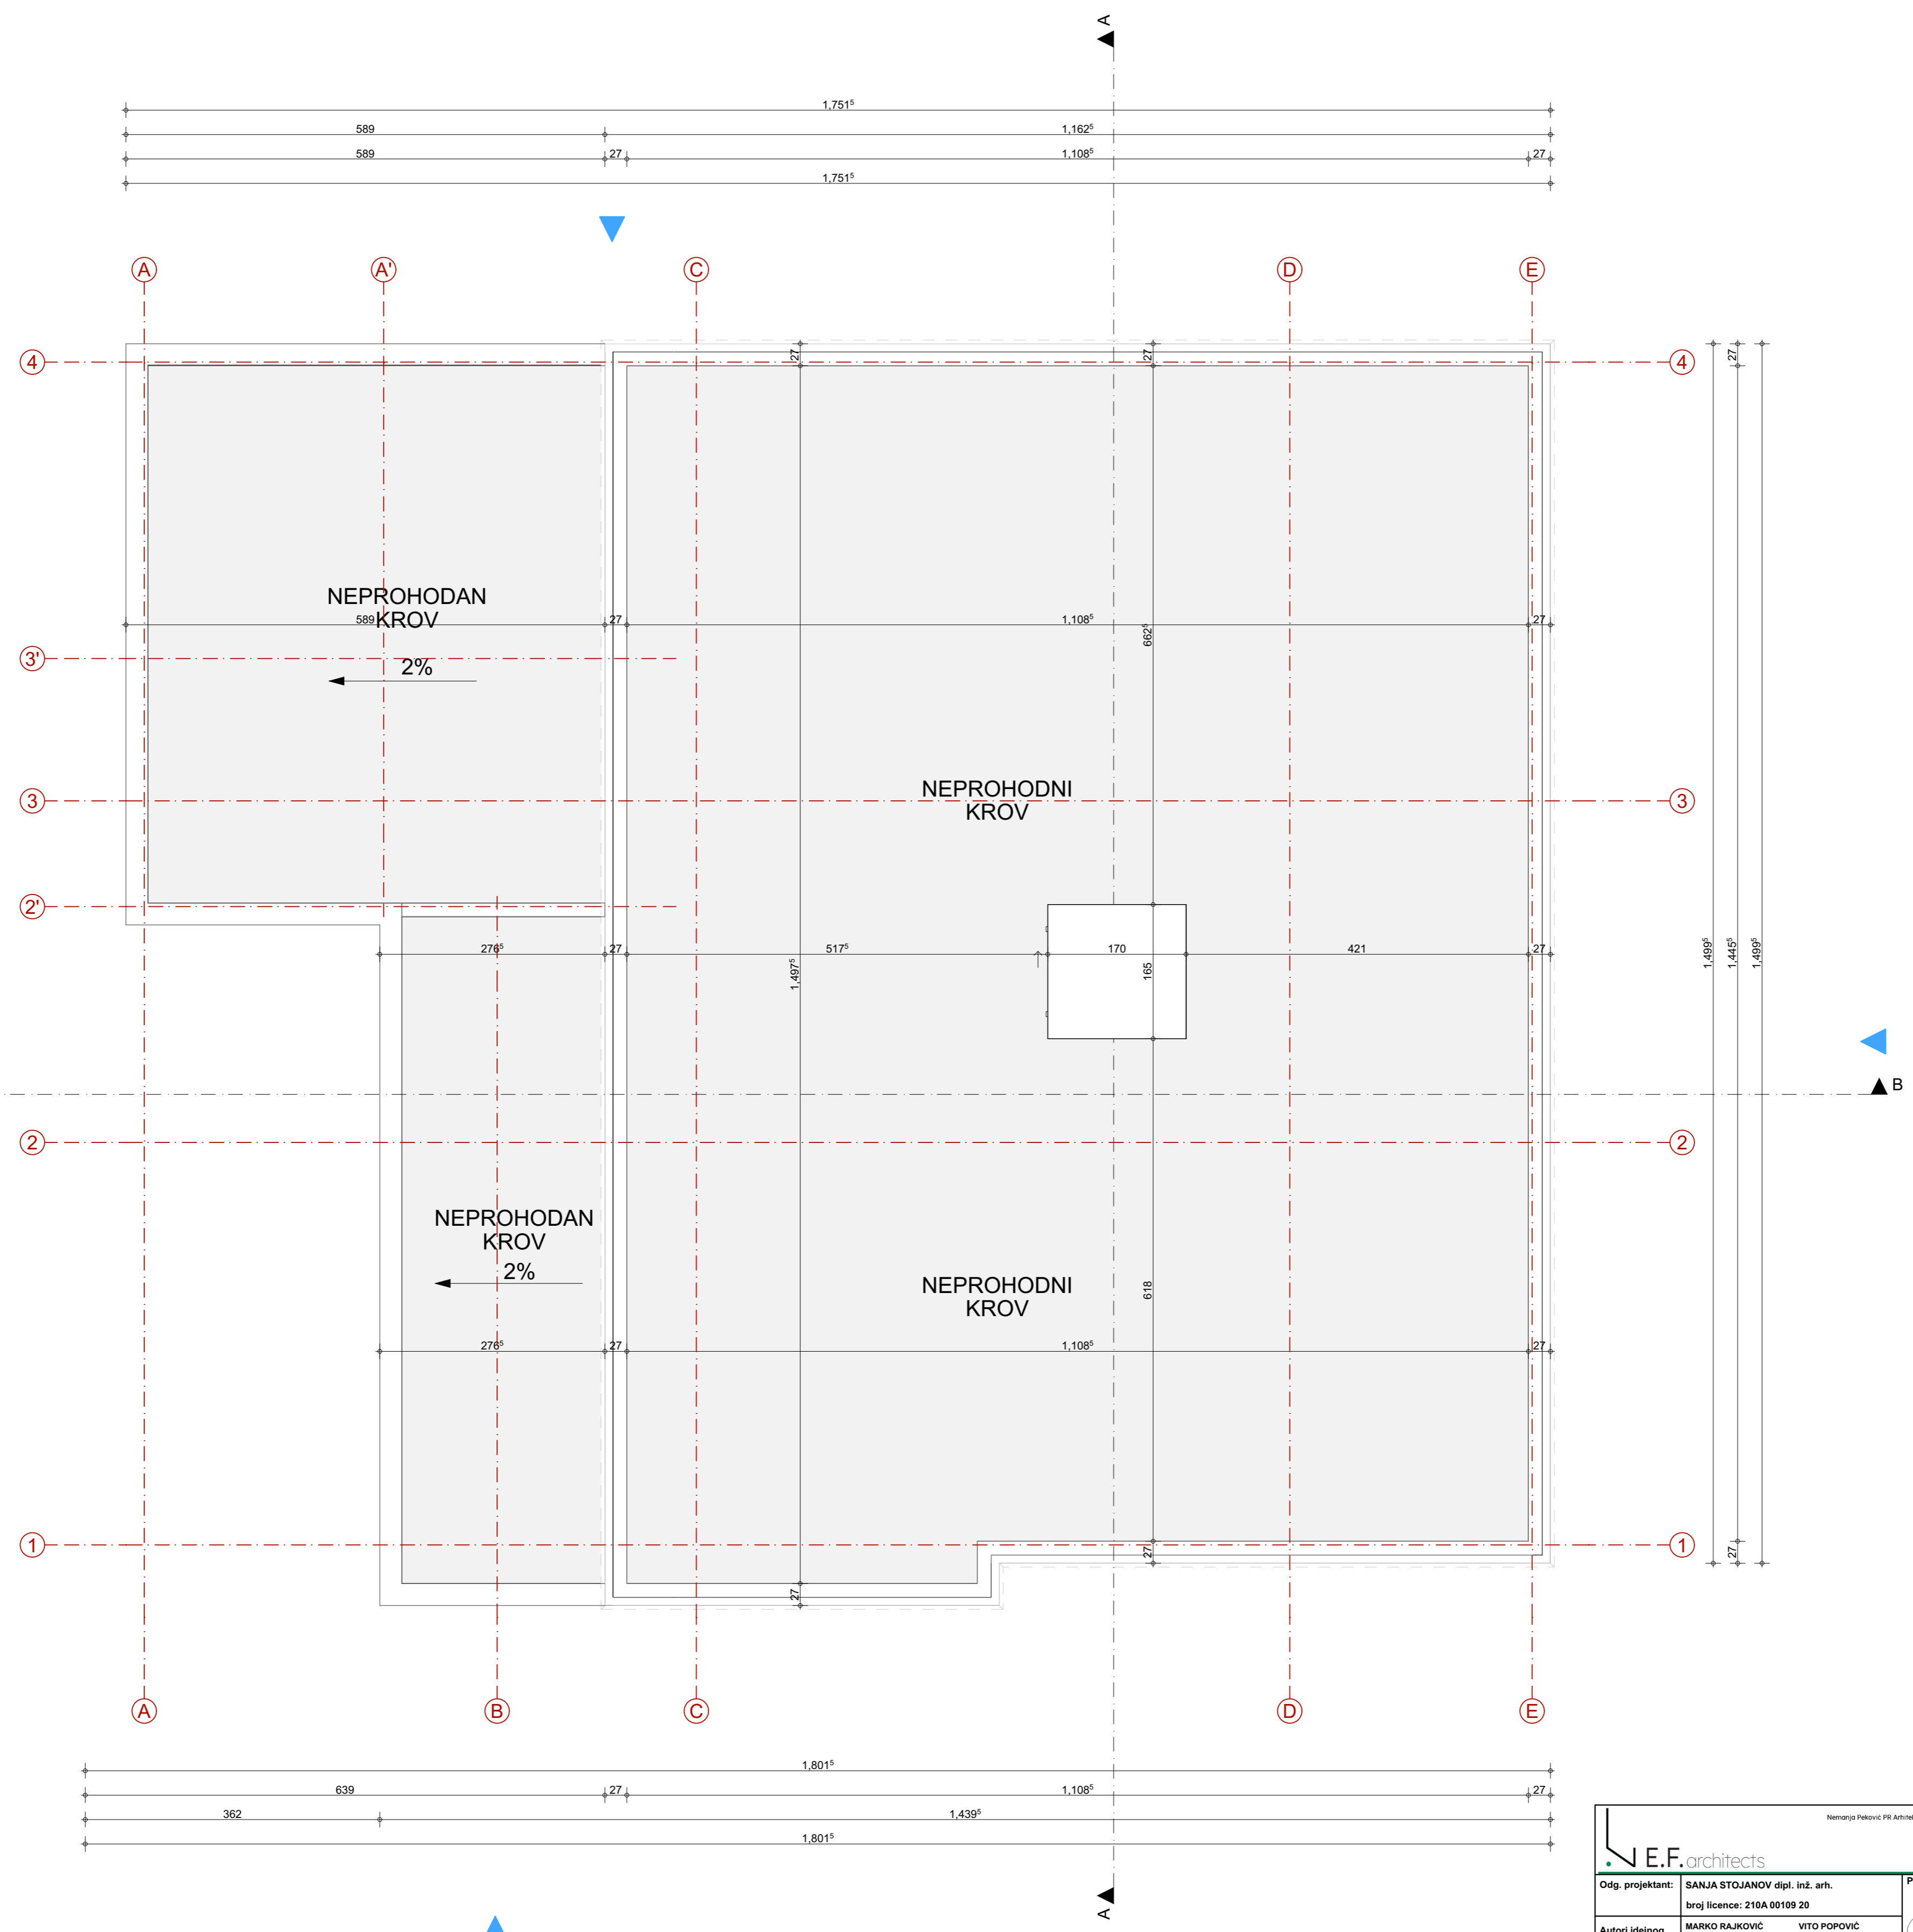 A
1,751⁵
589 1,162⁵
589 27 1,108⁵ 27
1,751⁵
A A' C D E
27 27 27
4 4
NEPROHODAN
KROV
589 27 1,108⁵ 27
662⁵
3'
2%
NEPROHODNI
KROV
3 3
2'
276⁵ 27 517⁵ 170 421 27
1,497⁵ 165 1,499⁵ 1,445⁵ 1,499⁵
B
2 2
NEPROHODAN
KROV
2%
NEPROHODNI
KROV
618
276⁵ 27 1,108⁵ 27
1 1
27 27
27
A B C D E
1,801⁵
639 27 1,108⁵ 27
362 1,439⁵
1,801⁵
A
Nemanja Peković PR
E.F. architects
Odg. projektant: SANJA STOJANOV dipl. inž. arh.
broj licence: 210A 00109 20
Autori idejnog MARKO RAJKOVIĆ VITO POPOVIĆ